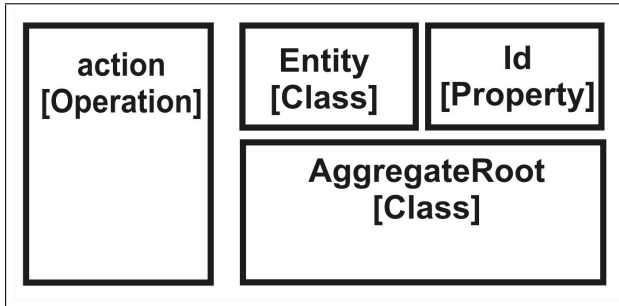 action
[Operation]
Entity
[Class]
Id
[Property]
AggregateRoot
[Class]